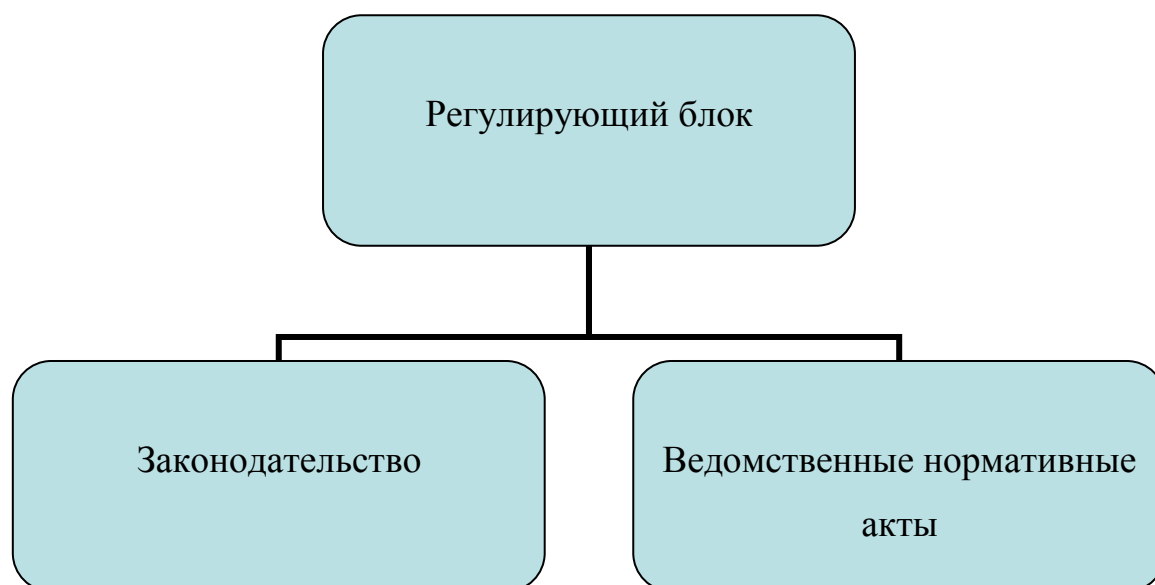 Регулирующий блок
Законодательство
Ведомственные нормативные
акты